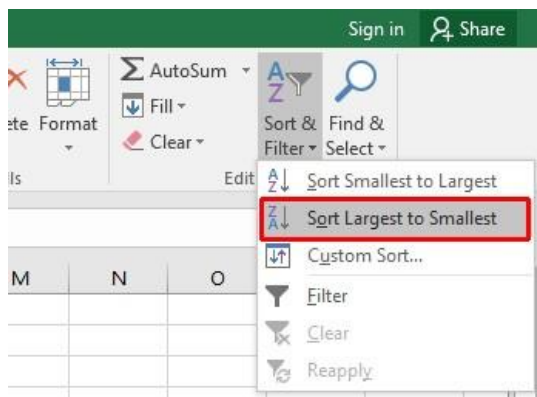 Sign in Share
AutoSum
Fill
Clear
ete Format
Sort & Filter
Find & Select
lls
Edit
Sort Smallest to Largest
Sort Largest to Smallest
Custom Sort...
Filter
Clear
Reapply
M N O